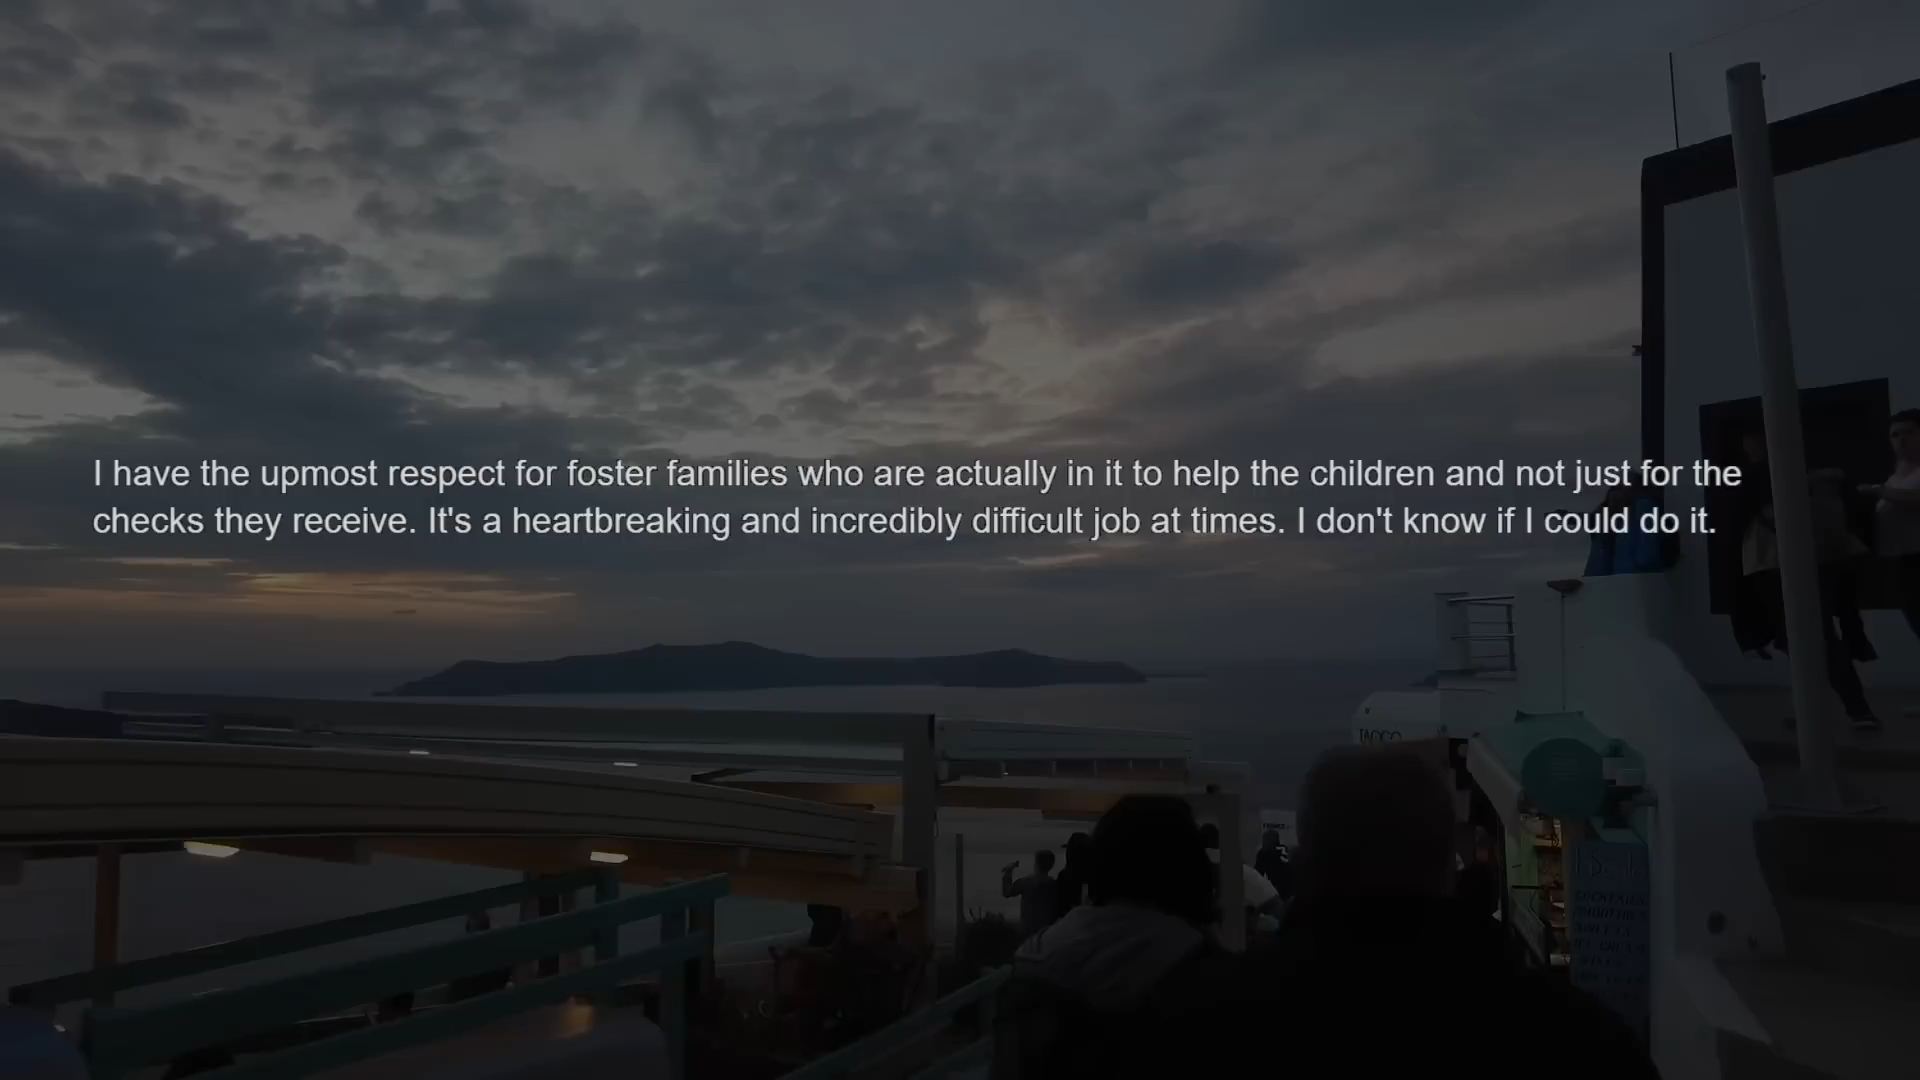 I have the upmost respect for foster families who are actually in it to help the children and not just for the
checks they receive. It's a heartbreaking and incredibly difficult job at times. I don't know if I could do it.